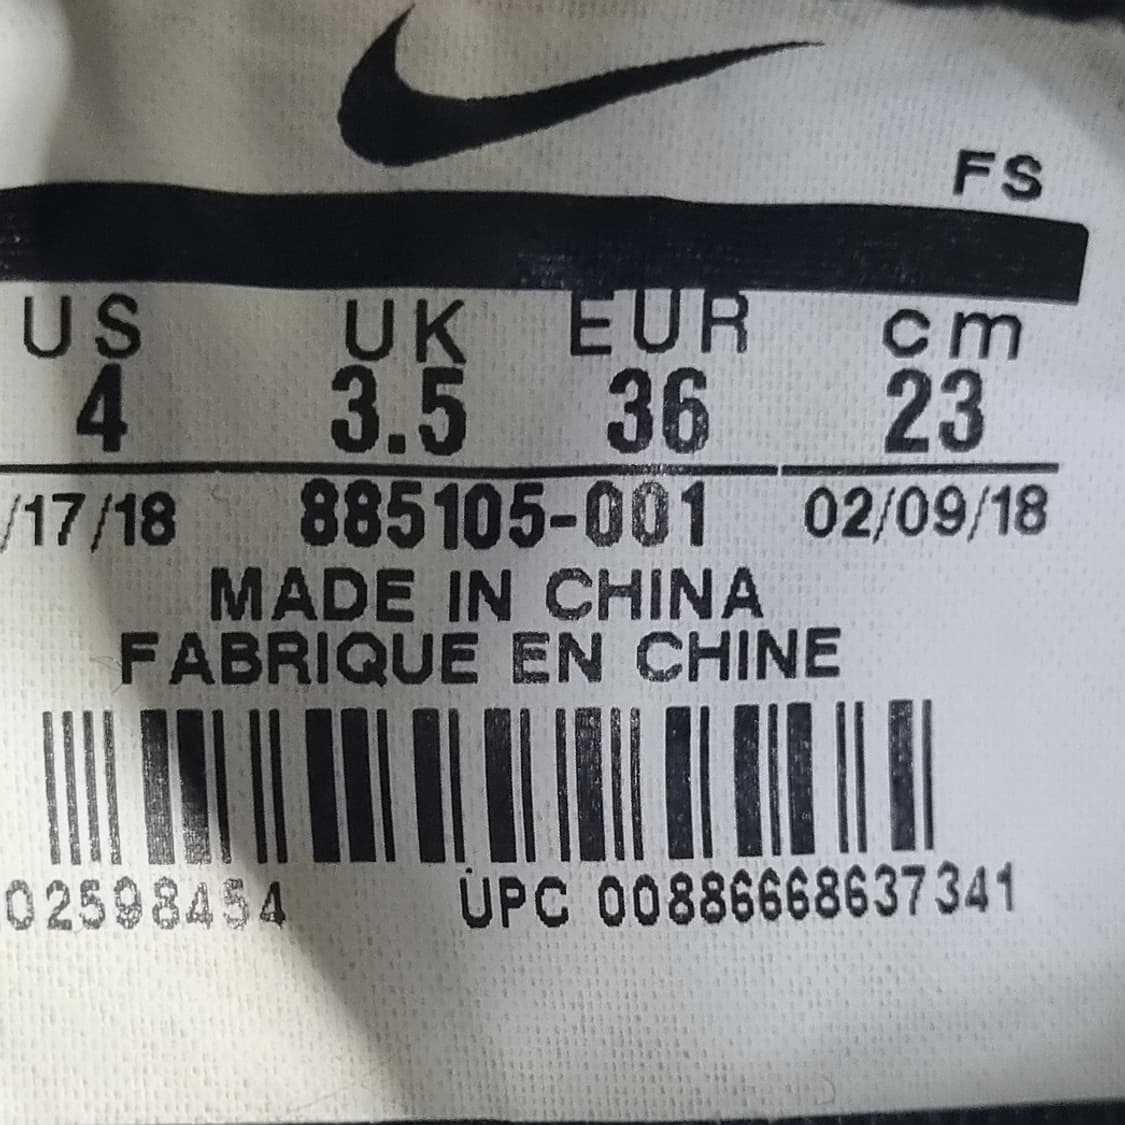 FS
US UK EUR cm
4 3.5 36 23
/17/18 885105-001 02/09/18
MADE IN CHINA
FABRIQUE EN CHINE
02598454 UPC 00886668637341